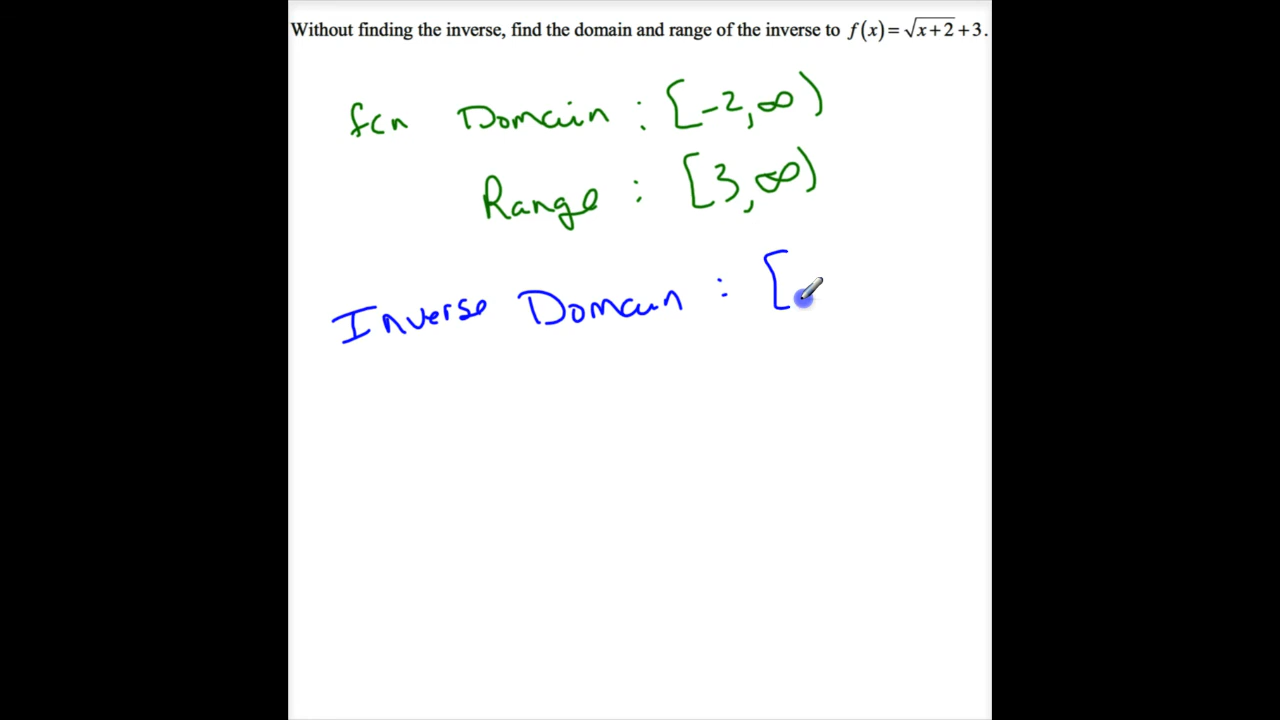 Without finding the inverse, find the domain and range of the inverse to f(x)=√x+2+3.
fcn Domain : [-2,∞)
Range : [3,∞)
Inverse Domain : [